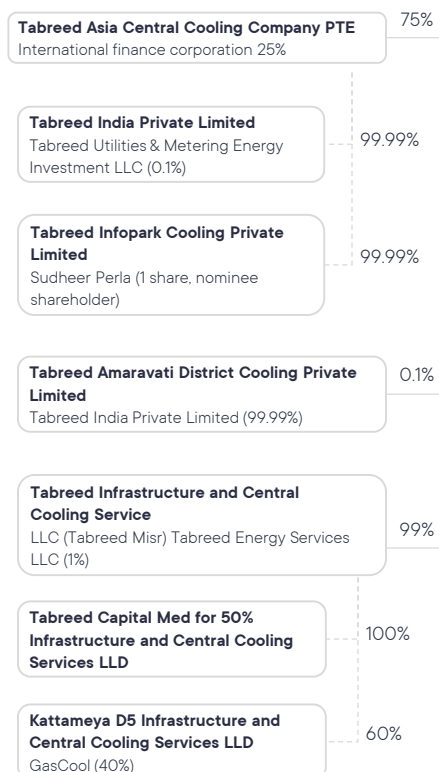 Tabreed Asia Central Cooling Company PTE
International finance corporation 25%
75%
Tabreed India Private Limited
Tabreed Utilities & Metering Energy
Investment LLC (0.1%)
99.99%
Tabreed Infopark Cooling Private
Limited
Sudheer Perla (1 share, nominee
shareholder)
99.99%
Tabreed Amaravati District Cooling Private
Limited
Tabreed India Private Limited (99.99%)
0.1%
Tabreed Infrastructure and Central
Cooling Service
LLC (Tabreed Misr) Tabreed Energy Services
LLC (1%)
99%
Tabreed Capital Med for 50%
Infrastructure and Central Cooling
Services LLD
100%
Kattameya D5 Infrastructure and
Central Cooling Services LLD
GasCool (40%)
60%